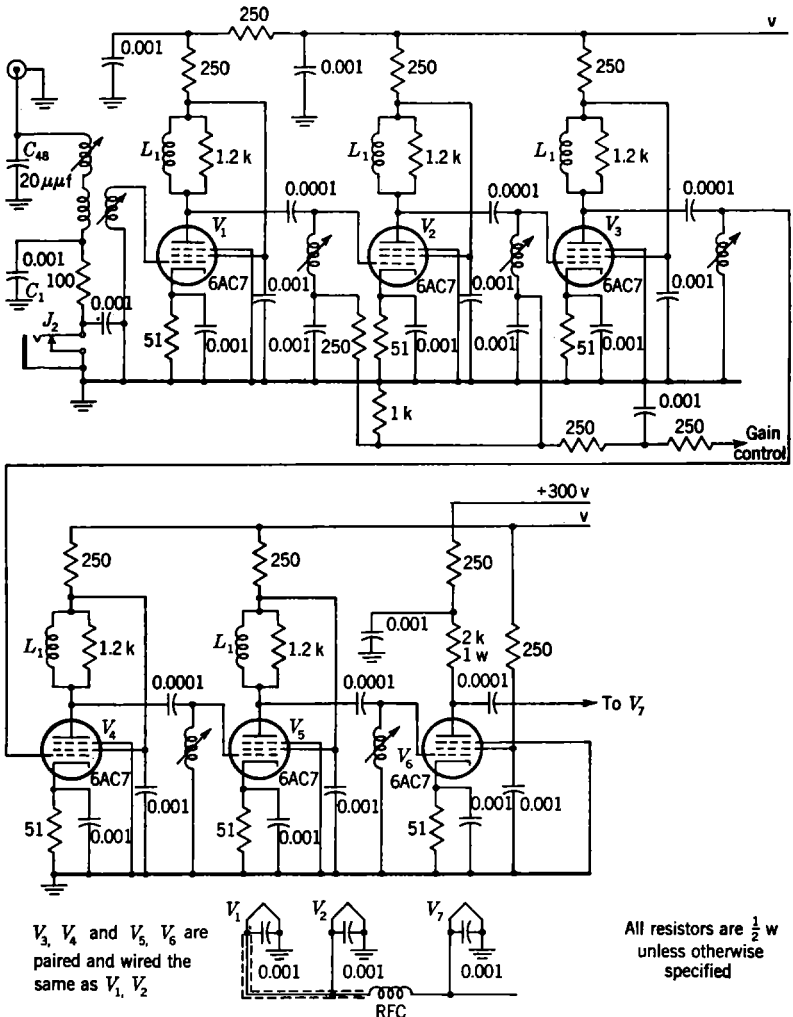 250
v
0.001
250
0.001
250
250
C48
20 μμf
L1
1.2 k
L1
1.2 k
L1
1.2 k
0.0001
0.0001
0.0001
V1
V2
V3
6AC7
6AC7
6AC7
0.001
C1
100
0.001
J2
51
0.001
0.001
0.001
250
51
0.001
0.001
0.001
51
0.001
0.001
0.001
1 k
250
250
Gain
control
+300 v
v
250
250
250
0.001
2 k
1 w
250
L1
1.2 k
L1
1.2 k
0.0001
0.0001
0.0001
To V7
V4
V5
V6
6AC7
6AC7
6AC7
51
0.001
0.001
51
0.001
0.001
51
0.001
0.001
V3, V4 and V5, V6 are
paired and wired the
same as V1, V2
V1
V2
V7
0.001
0.001
0.001
RFC
All resistors are 1/2 w
unless otherwise
specified